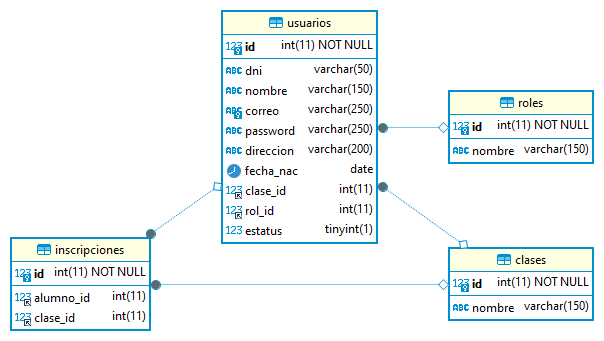 usuarios
123 id int(11) NOT NULL
ABC dni varchar(50)
ABC nombre varchar(150)
ABC correo varchar(250)
ABC password varchar(250)
ABC direccion varchar(200)
fecha_nac date
123 clase_id int(11)
123 rol_id int(11)
123 estatus tinyint(1)
roles
123 id int(11) NOT NULL
ABC nombre varchar(150)
inscripciones
123 id int(11) NOT NULL
123 alumno_id int(11)
123 clase_id int(11)
clases
123 id int(11) NOT NULL
ABC nombre varchar(150)